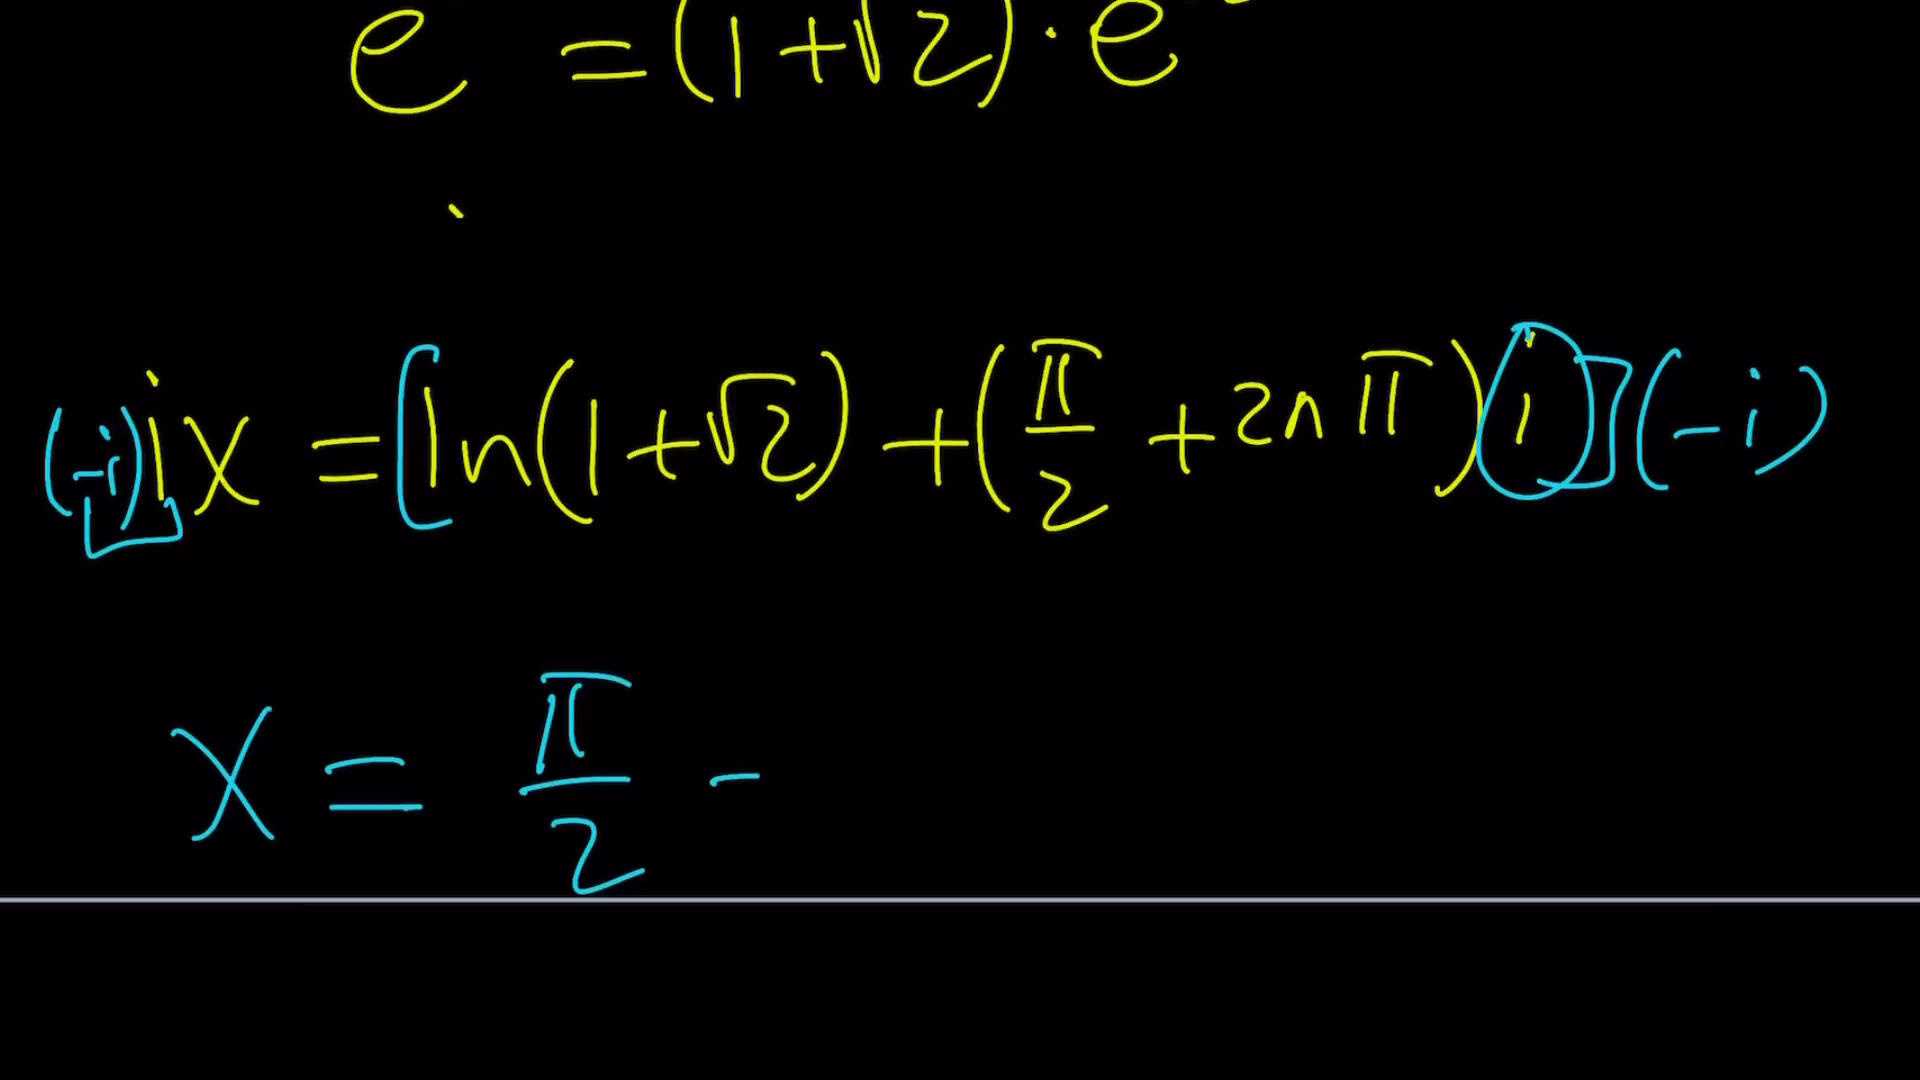 e = (1+√2)·e
(-i)ix = [ln(1+√2) + (π/2 + 2nπ)i](-i)
x = π/2 -